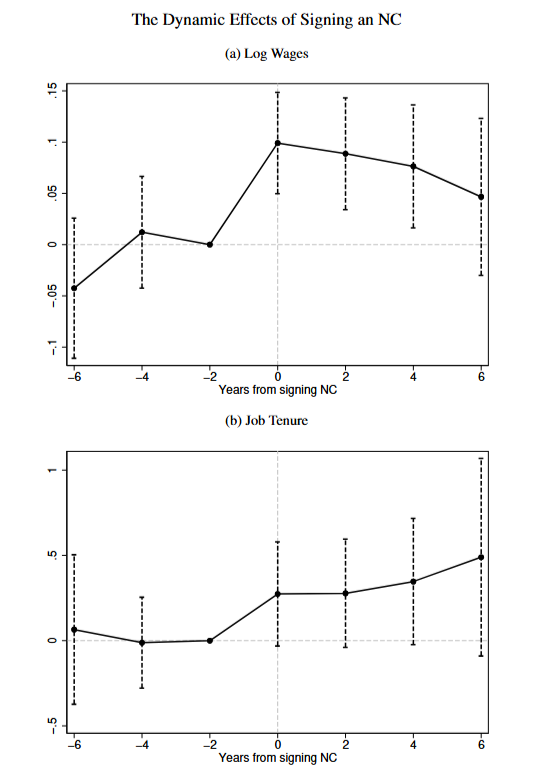 The Dynamic Effects of Signing an NC
(a) Log Wages
.15
.1
.05
0
-.05
-.1
-6 -4 -2 0 2 4 6
Years from signing NC
(b) Job Tenure
1
.5
0
-.5
-6 -4 -2 0 2 4 6
Years from signing NC